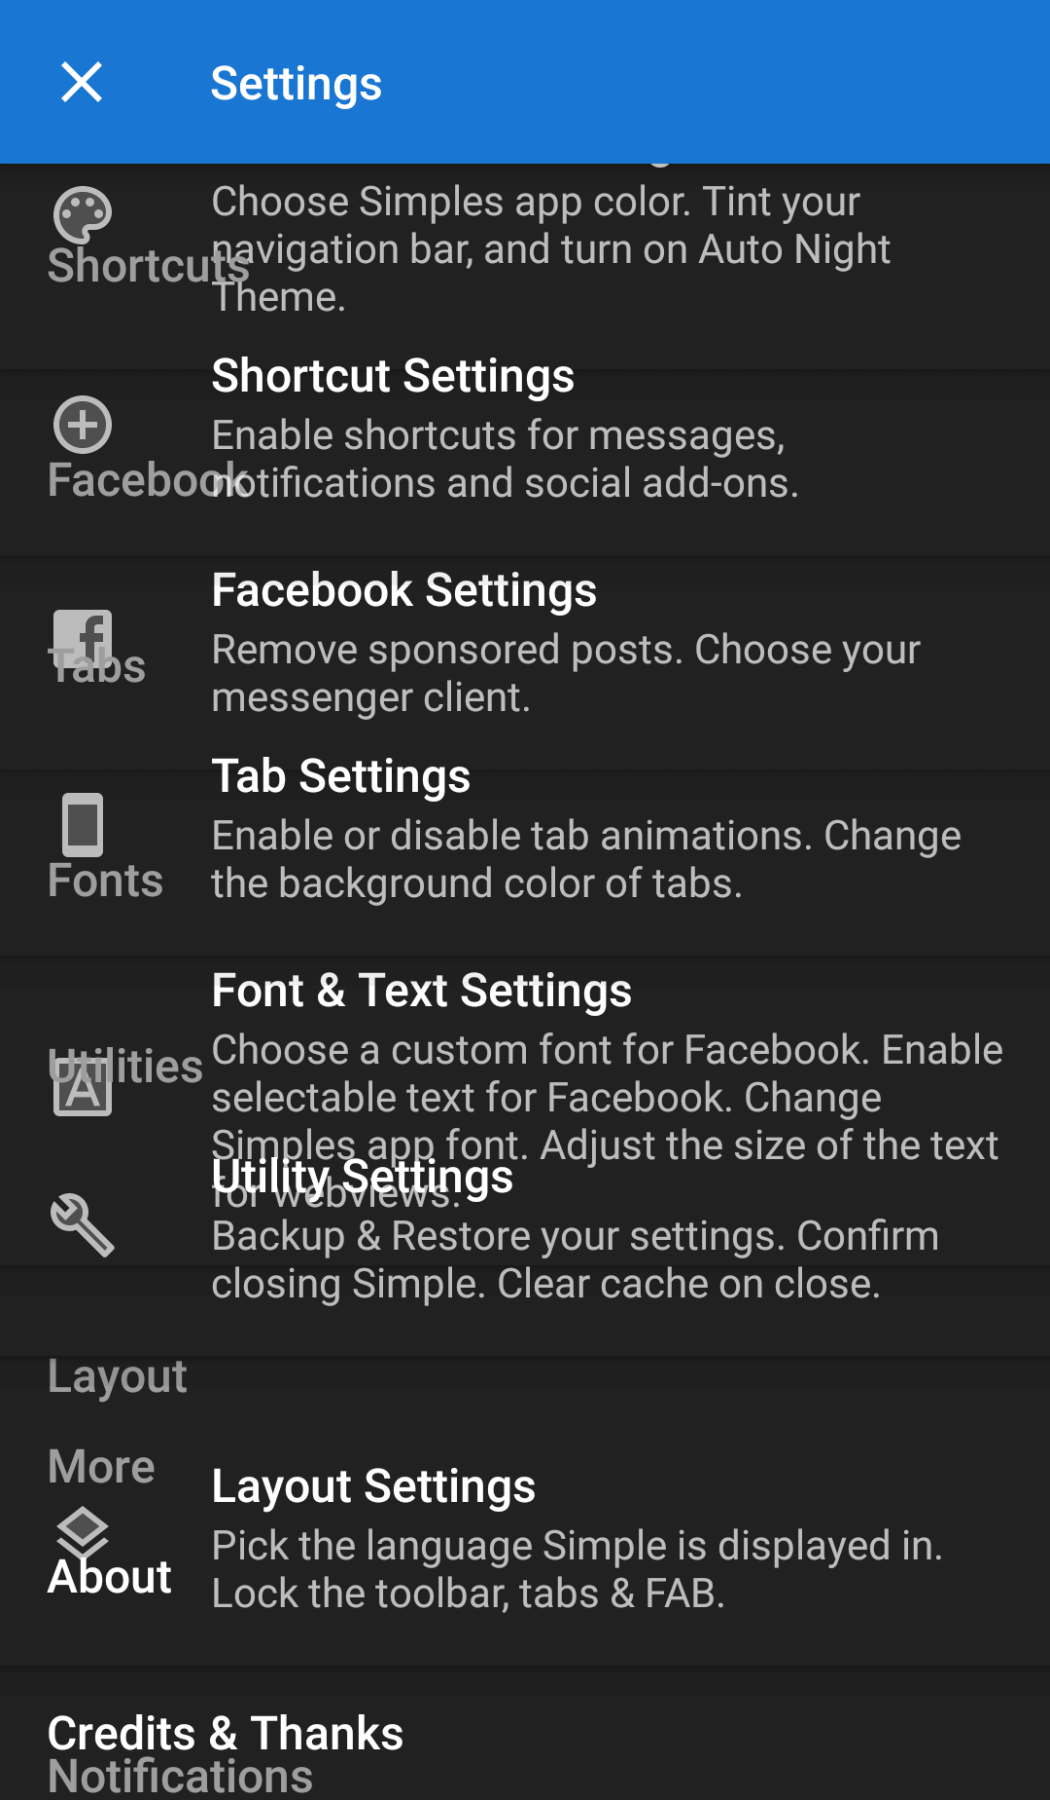 Settings
Choose Simples app color. Tint your
navigation bar, and turn on Auto Night
Shortcuts
Theme.
Shortcut Settings
Enable shortcuts for messages,
Facebook
notifications and social add-ons.
Facebook Settings
Remove sponsored posts. Choose your
Tabs
messenger client.
Tab Settings
Enable or disable tab animations. Change
Fonts
the background color of tabs.
Font & Text Settings
Choose a custom font for Facebook. Enable
Utilities
selectable text for Facebook. Change
Simples app font. Adjust the size of the text
for webviews.
Utility Settings
Backup & Restore your settings. Confirm
closing Simple. Clear cache on close.
Layout
More
Layout Settings
Pick the language Simple is displayed in.
About
Lock the toolbar, tabs & FAB.
Credits & Thanks
Notifications